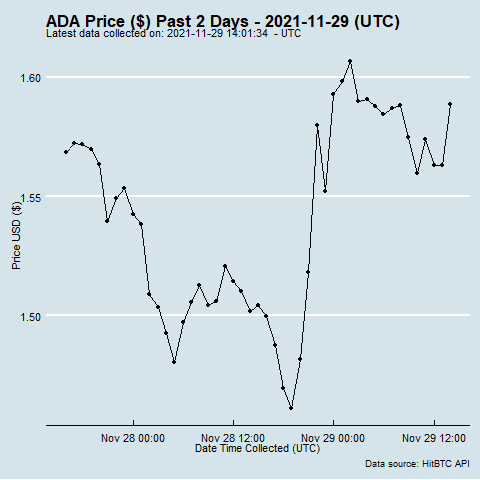 ADA Price ($) Past 2 Days - 2021-11-29 (UTC)
Latest data collected on: 2021-11-29 14:01:34  - UTC
1.60
1.55
1.50
Price USD ($)
Nov 28 00:00
Nov 28 12:00
Nov 29 00:00
Nov 29 12:00
Date Time Collected (UTC)
Data source: HitBTC API